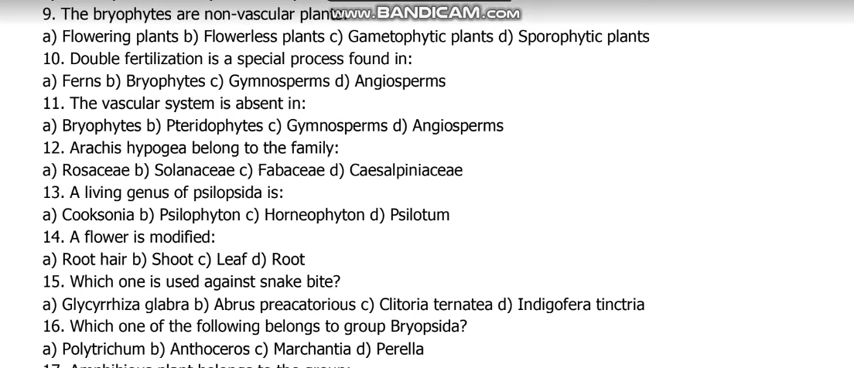 9. The bryophytes are non-vascular plan
www.BANDICAM.COM
a) Flowering plants b) Flowerless plants c) Gametophytic plants d) Sporophytic plants
10. Double fertilization is a special process found in:
a) Ferns b) Bryophytes c) Gymnosperms d) Angiosperms
11. The vascular system is absent in:
a) Bryophytes b) Pteridophytes c) Gymnosperms d) Angiosperms
12. Arachis hypogea belong to the family:
a) Rosaceae b) Solanaceae c) Fabaceae d) Caesalpiniaceae
13. A living genus of psilopsida is:
a) Cooksonia b) Psilophyton c) Horneophyton d) Psilotum
14. A flower is modified:
a) Root hair b) Shoot c) Leaf d) Root
15. Which one is used against snake bite?
a) Glycyrrhiza glabra b) Abrus preacatorious c) Clitoria ternatea d) Indigofera tinctria
16. Which one of the following belongs to group Bryopsida?
a) Polytrichum b) Anthoceros c) Marchantia d) Perella